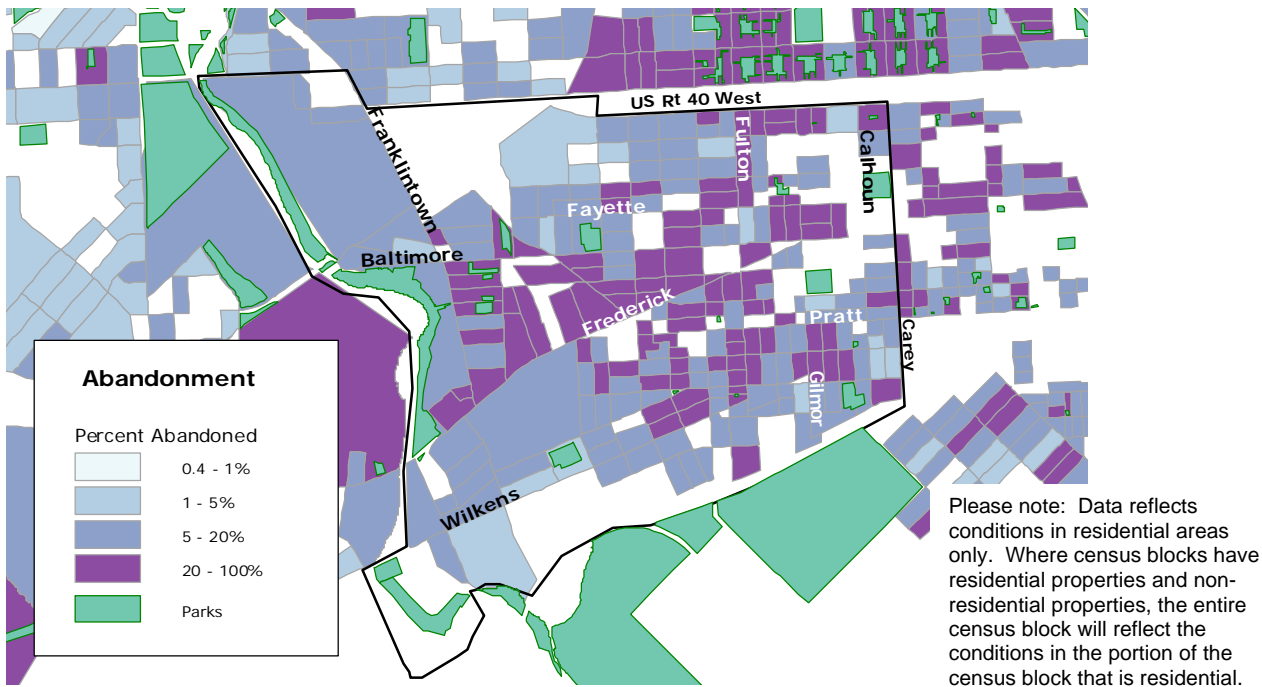 US Rt 40 West
Franklintown
Fulton
Calhoun
Fayette
Baltimore
Frederick
Pratt
Carey
Gilmor
Wilkens
Abandonment
Percent Abandoned
0.4 - 1%
1 - 5%
5 - 20%
20 - 100%
Parks
Please note: Data reflects
conditions in residential areas
only. Where census blocks have
residential properties and non-
residential properties, the entire
census block will reflect the
conditions in the portion of the
census block that is residential.